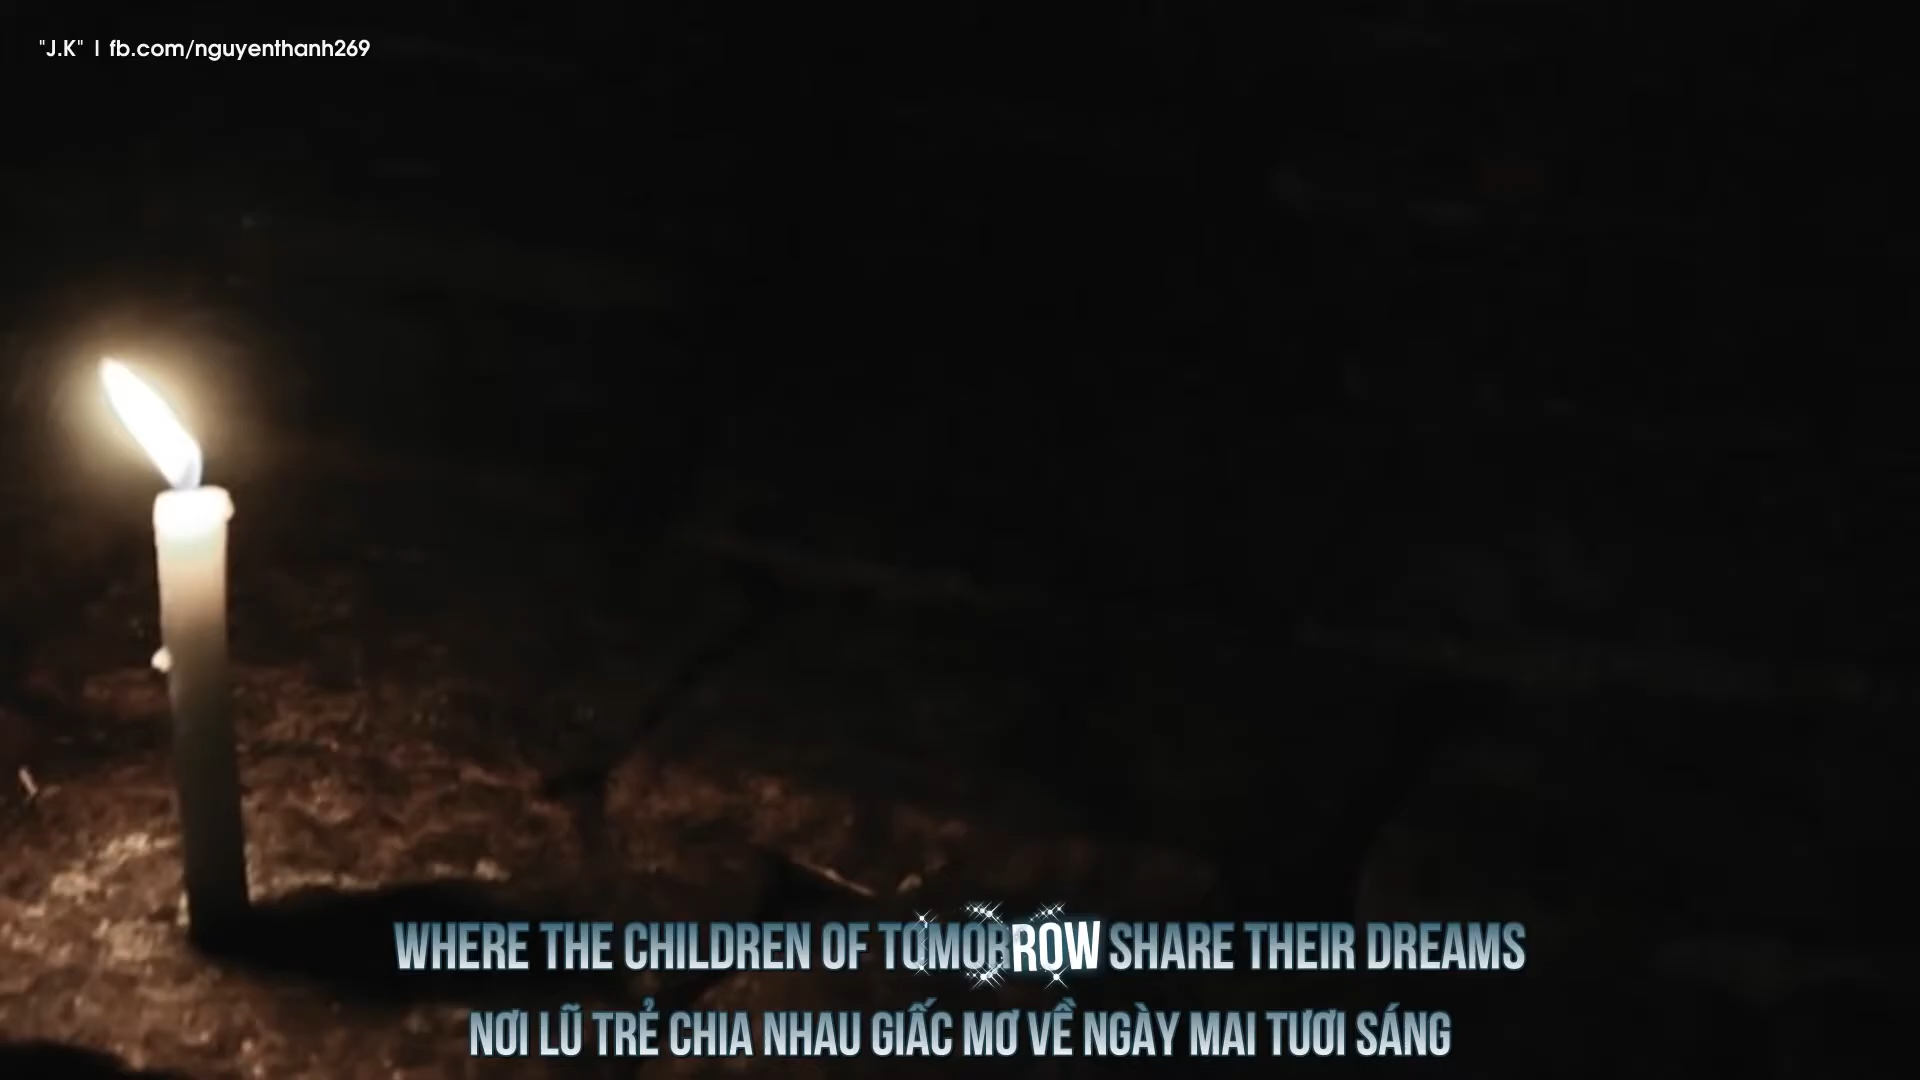 "J.K" | fb.com/nguyenthanh269
WHERE THE CHILDREN OF TOMORROW SHARE THEIR DREAMS
NƠI LŨ TRẺ CHIA NHAU GIẤC MƠ VỀ NGÀY MAI TƯƠI SÁNG